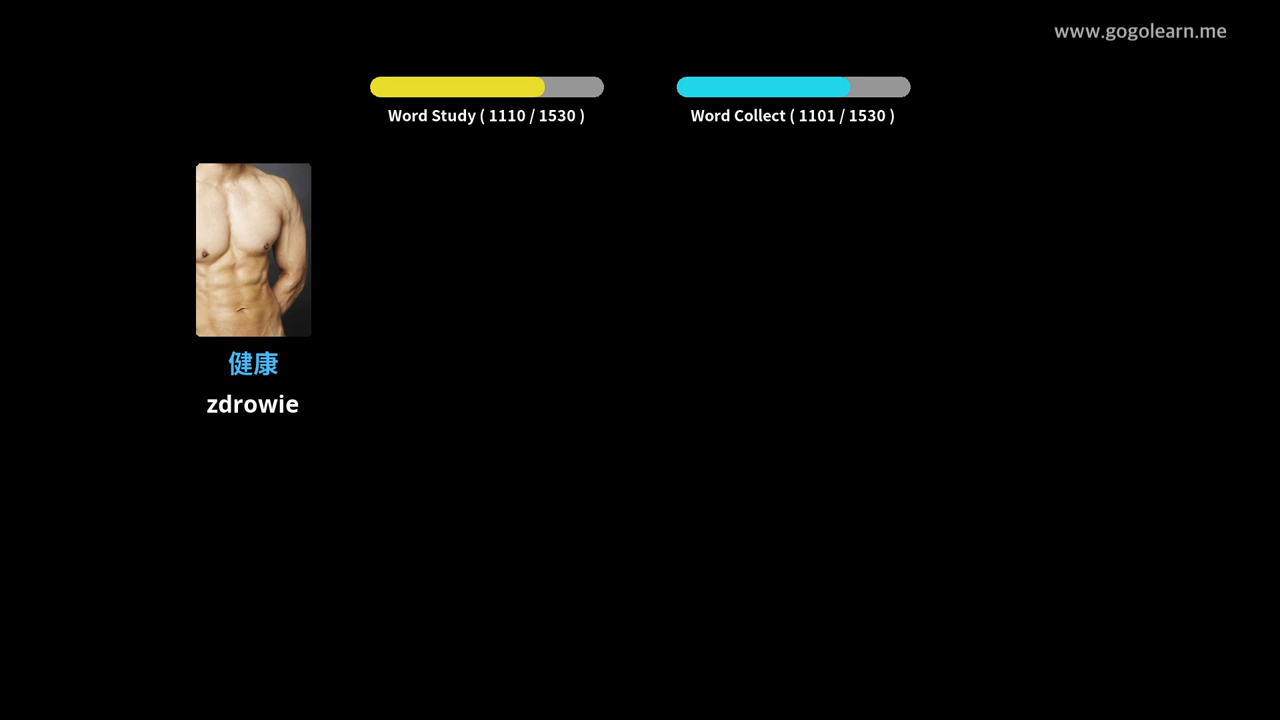 www.gogolearn.me
Word Study ( 1110 / 1530 )
Word Collect ( 1101 / 1530 )
健康
zdrowie